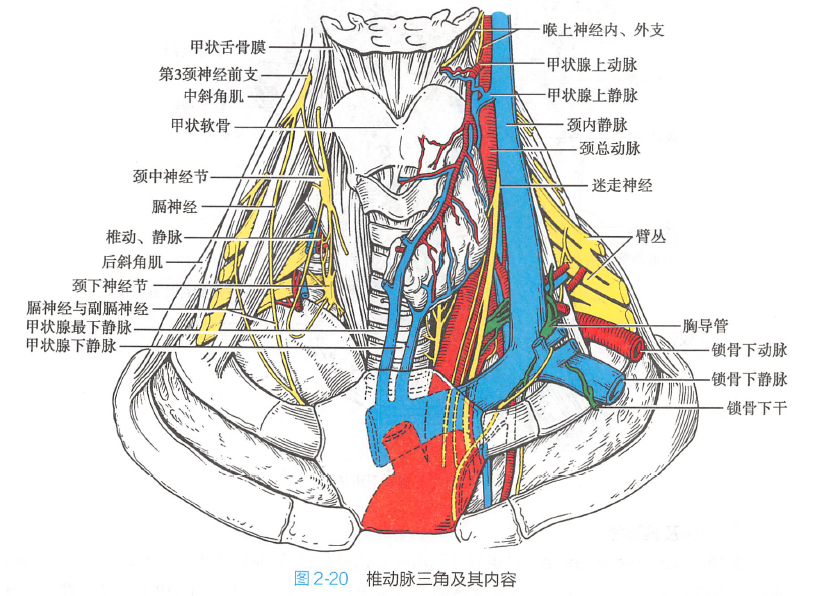 甲状舌骨膜
第3颈神经前支
中斜角肌
甲状软骨
颈中神经节
膈神经
椎动、静脉
后斜角肌
颈下神经节
膈神经与副膈神经
甲状腺最下静脉
甲状腺下静脉
喉上神经内、外支
甲状腺上动脉
甲状腺上静脉
颈内静脉
颈总动脉
迷走神经
臂丛
胸导管
锁骨下动脉
锁骨下静脉
锁骨下干
图2-20 椎动脉三角及其内容